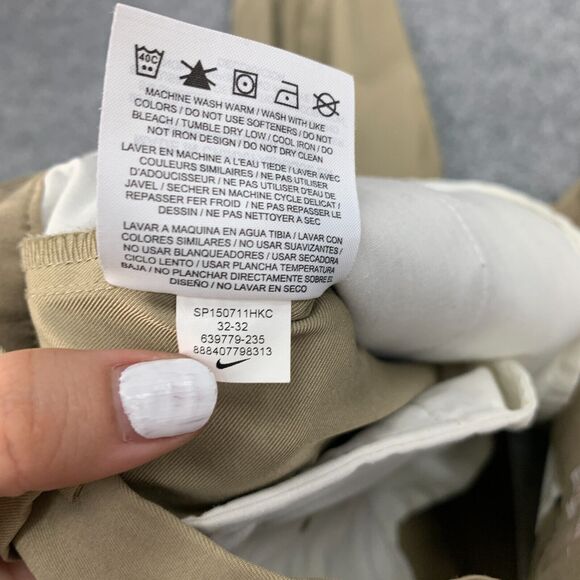 40C
MACHINE WASH WARM / WASH WITH LIKE
COLORS / DO NOT USE SOFTENERS / DO NOT
BLEACH / TUMBLE DRY LOW / COOL IRON / DO
NOT IRON DESIGN / DO NOT DRY CLEAN
LAVER EN MACHINE A L'EAU TIEDE / LAVER AVEC
COULEURS SIMILAIRES / NE PAS UTILISER
D'ADOUCISSEUR / NE PAS UTILISER D'EAU DE
JAVEL / SECHER EN MACHINE CYCLE DELICAT /
REPASSER FER FROID / NE PAS REPASSER LE
DESSIN / NE PAS NETTOYER A SEC
LAVAR A MAQUINA EN AGUA TIBIA / LAVAR CON
COLORES SIMILARES / NO USAR SUAVIZANTES /
NO USAR BLANQUEADORES / USAR SECADORA
CICLO LENTO / USAR PLANCHA TEMPERATURA
BAJA / NO PLANCHAR DIRECTAMENTE SOBRE EL
DISEÑO / NO LAVAR EN SECO
SP150711HKC
32-32
639779-235
888407798313